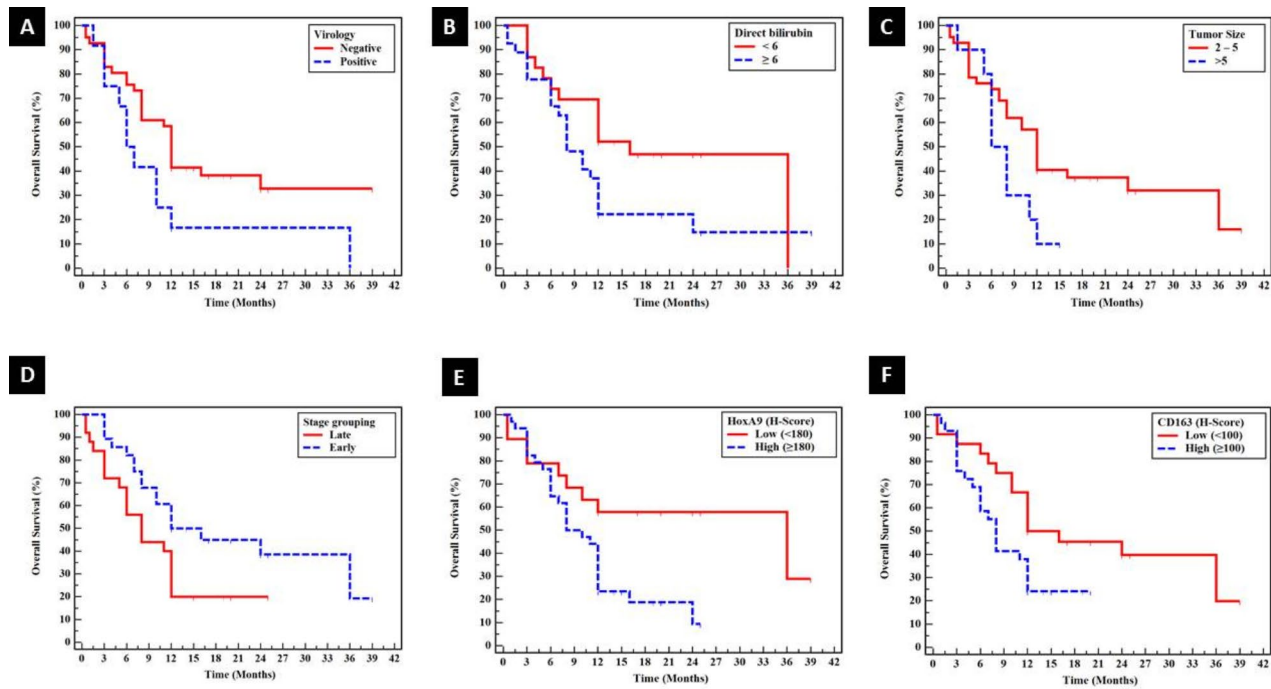 A
Virology
Negative
Positive
Overall Survival (%)
100
90
80
70
60
50
40
30
20
10
0
0 3 6 9 12 15 18 21 24 27 30 33 36 39 42
Time (Months)
B
Direct bilirubin
< 6
≥ 6
Overall Survival (%)
100
90
80
70
60
50
40
30
20
10
0
0 3 6 9 12 15 18 21 24 27 30 33 36 39 42
Time (Months)
C
Tumor Size
2 – 5
>5
Overall Survival (%)
100
90
80
70
60
50
40
30
20
10
0
0 3 6 9 12 15 18 21 24 27 30 33 36 39 42
Time (Months)
D
Stage grouping
Late
Early
Overall Survival (%)
100
90
80
70
60
50
40
30
20
10
0
0 3 6 9 12 15 18 21 24 27 30 33 36 39 42
Time (Months)
E
HoxA9 (H-Score)
Low (<180)
High (≥180)
Overall Survival (%)
100
90
80
70
60
50
40
30
20
10
0
0 3 6 9 12 15 18 21 24 27 30 33 36 39 42
Time (Months)
F
CD163 (H-Score)
Low (<100)
High (≥100)
Overall Survival (%)
100
90
80
70
60
50
40
30
20
10
0
0 3 6 9 12 15 18 21 24 27 30 33 36 39 42
Time (Months)